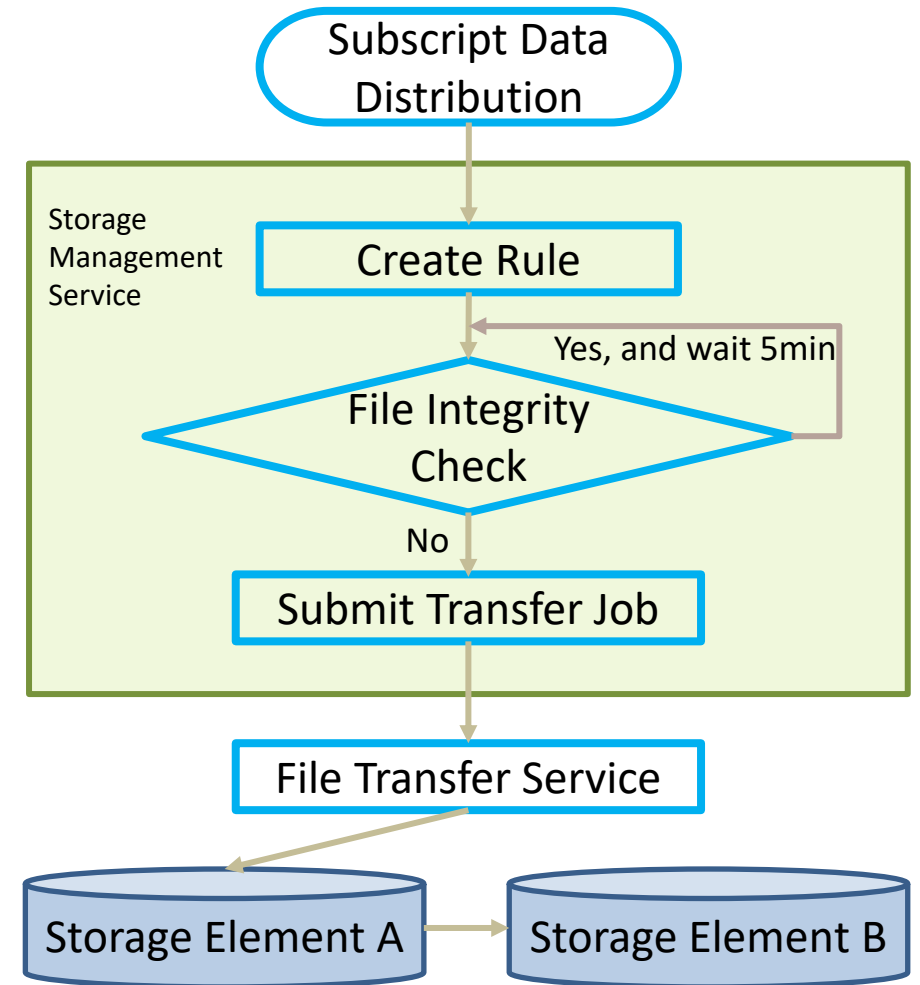 Subscript Data
Distribution
Storage
Management
Service
Create Rule
Yes, and wait 5min
File Integrity
Check
No
Submit Transfer Job
File Transfer Service
Storage Element A
Storage Element B